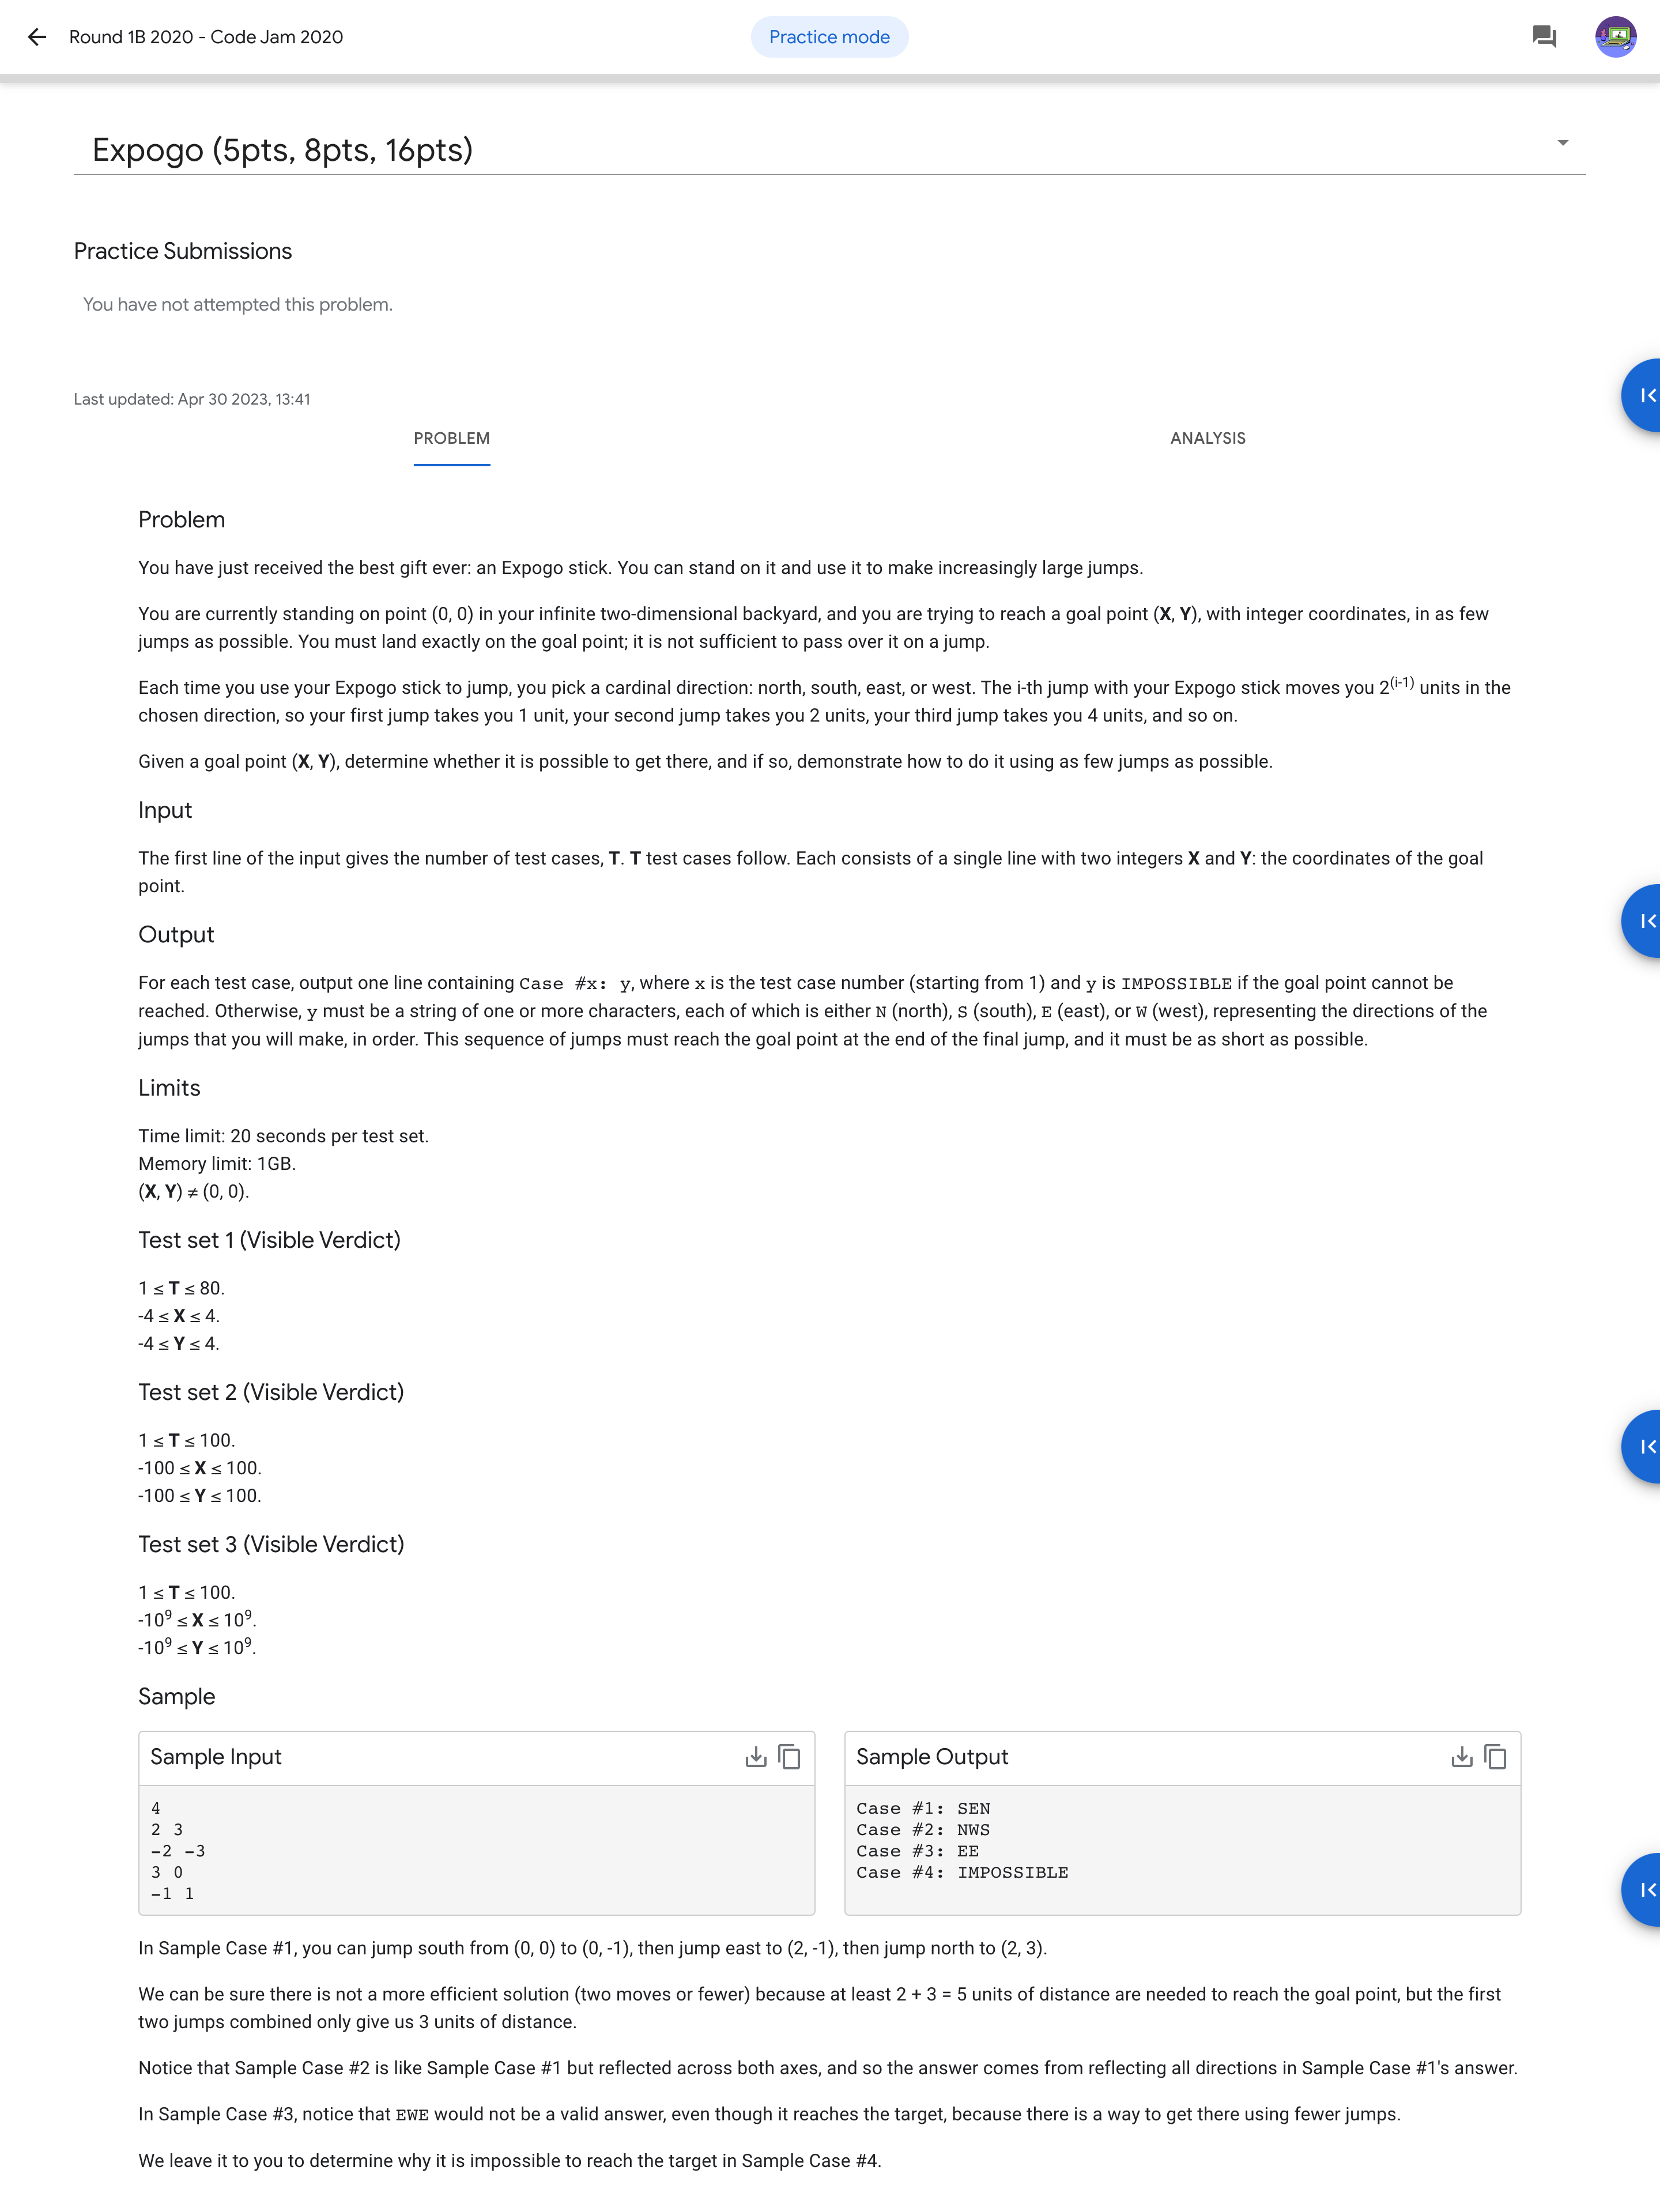 Round 1B 2020 - Code Jam 2020
Practice mode
Expogo (5pts, 8pts, 16pts)
Practice Submissions
You have not attempted this problem.
Last updated: Apr 30 2023, 13:41
PROBLEM
ANALYSIS
Problem
You have just received the best gift ever: an Expogo stick. You can stand on it and use it to make increasingly large jumps.
You are currently standing on point (0, 0) in your infinite two-dimensional backyard, and you are trying to reach a goal point (X, Y), with integer coordinates, in as few
jumps as possible. You must land exactly on the goal point; it is not sufficient to pass over it on a jump.
Each time you use your Expogo stick to jump, you pick a cardinal direction: north, south, east, or west. The i-th jump with your Expogo stick moves you 2^(i-1) units in the
chosen direction, so your first jump takes you 1 unit, your second jump takes you 2 units, your third jump takes you 4 units, and so on.
Given a goal point (X, Y), determine whether it is possible to get there, and if so, demonstrate how to do it using as few jumps as possible.
Input
The first line of the input gives the number of test cases, T. T test cases follow. Each consists of a single line with two integers X and Y: the coordinates of the goal
point.
Output
For each test case, output one line containing Case #x: y, where x is the test case number (starting from 1) and y is IMPOSSIBLE if the goal point cannot be
reached. Otherwise, y must be a string of one or more characters, each of which is either N (north), S (south), E (east), or W (west), representing the directions of the
jumps that you will make, in order. This sequence of jumps must reach the goal point at the end of the final jump, and it must be as short as possible.
Limits
Time limit: 20 seconds per test set.
Memory limit: 1GB.
(X, Y) ≠ (0, 0).
Test set 1 (Visible Verdict)
1 ≤ T ≤ 80.
-4 ≤ X ≤ 4.
-4 ≤ Y ≤ 4.
Test set 2 (Visible Verdict)
1 ≤ T ≤ 100.
-100 ≤ X ≤ 100.
-100 ≤ Y ≤ 100.
Test set 3 (Visible Verdict)
1 ≤ T ≤ 100.
-10^9 ≤ X ≤ 10^9.
-10^9 ≤ Y ≤ 10^9.
Sample
Sample Input
4
2 3
-2 -3
3 0
-1 1
Sample Output
Case #1: SEN
Case #2: NWS
Case #3: EE
Case #4: IMPOSSIBLE
In Sample Case #1, you can jump south from (0, 0) to (0, -1), then jump east to (2, -1), then jump north to (2, 3).
We can be sure there is not a more efficient solution (two moves or fewer) because at least 2 + 3 = 5 units of distance are needed to reach the goal point, but the first
two jumps combined only give us 3 units of distance.
Notice that Sample Case #2 is like Sample Case #1 but reflected across both axes, and so the answer comes from reflecting all directions in Sample Case #1's answer.
In Sample Case #3, notice that EWE would not be a valid answer, even though it reaches the target, because there is a way to get there using fewer jumps.
We leave it to you to determine why it is impossible to reach the target in Sample Case #4.